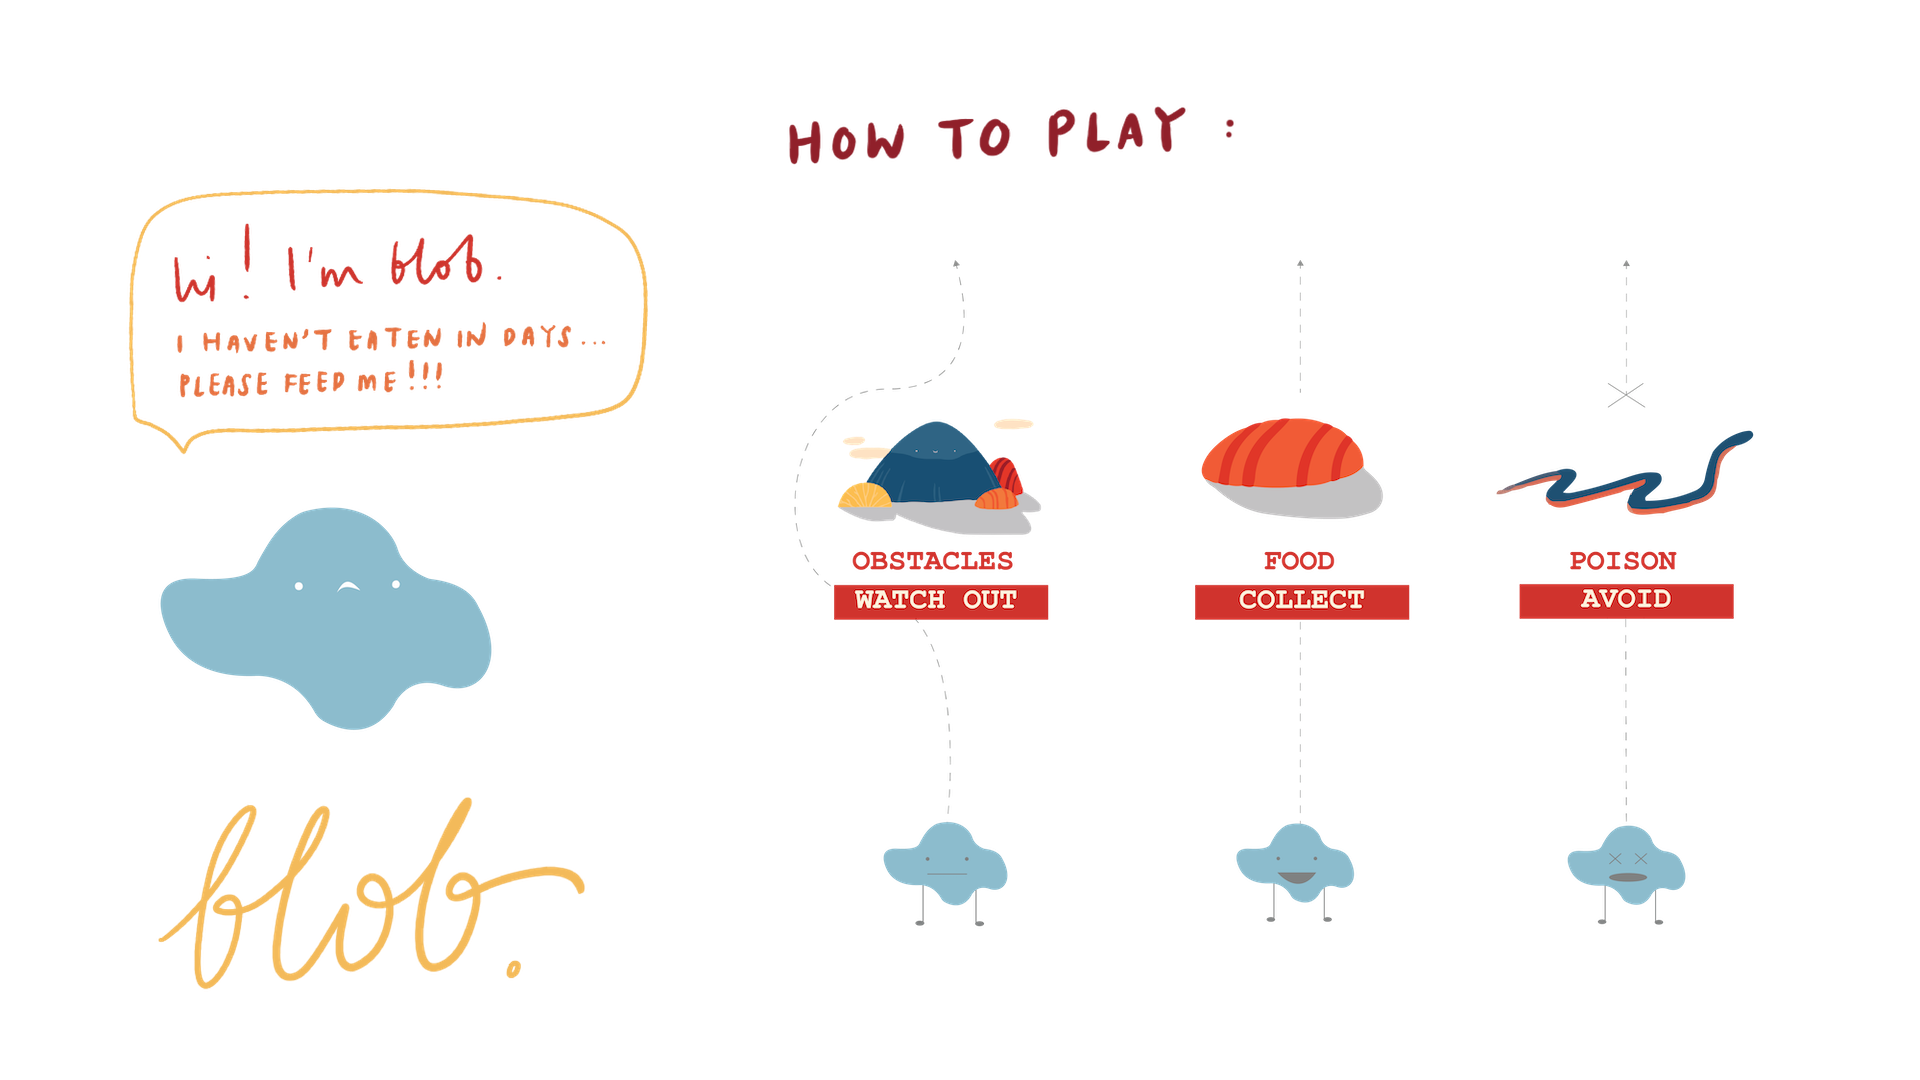 hi! I'm blob.
I HAVEN'T EATEN IN DAYS...
PLEASE FEED ME!!!
blob.
HOW TO PLAY :
OBSTACLES
WATCH OUT
FOOD
COLLECT
POISON
AVOID